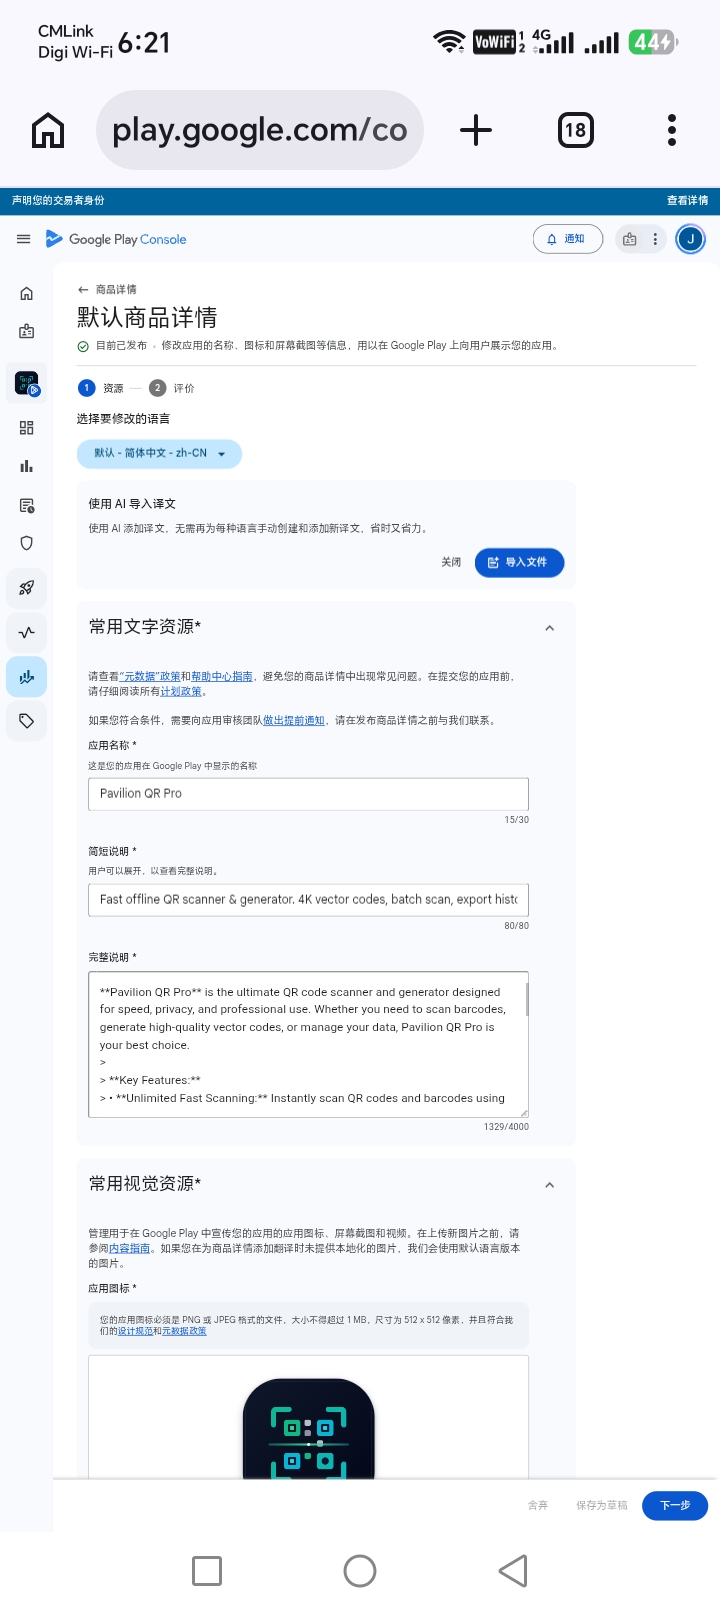 CMLink
Digi Wi-Fi 6:21
VoWiFi 1 2 4G 44
play.google.com/co
18
声明您的交易者身份 查看详情
Google Play Console 通知 J
商品详情
默认商品详情
目前已发布 · 修改应用的名称、图标和屏幕截图等信息，用以在 Google Play 上向用户展示您的应用。
1 资源 — 2 评价
选择要修改的语言
默认 - 简体中文 - zh-CN
使用 AI 导入译文
使用 AI 添加译文，无需再为每种语言手动创建和添加新译文，省时又省力。
关闭 导入文件
常用文字资源*
请查看“元数据”政策和帮助中心指南，避免您的商品详情中出现常见问题。在提交您的应用前，
请仔细阅读所有计划政策。
如果您符合条件，需要向应用审核团队做出提前通知，请在发布商品详情之前与我们联系。
应用名称 *
这是您的应用在 Google Play 中显示的名称
Pavilion QR Pro
15/30
简短说明 *
用户可以展开，以查看完整说明。
Fast offline QR scanner & generator. 4K vector codes, batch scan, export histo
80/80
完整说明 *
**Pavilion QR Pro** is the ultimate QR code scanner and generator designed
for speed, privacy, and professional use. Whether you need to scan barcodes,
generate high-quality vector codes, or manage your data, Pavilion QR Pro is
your best choice.
>
> **Key Features:**
> • **Unlimited Fast Scanning:** Instantly scan QR codes and barcodes using
1329/4000
常用视觉资源*
管理用于在 Google Play 中宣传您的应用的应用图标、屏幕截图和视频。在上传新图片之前，请
参阅内容指南。如果您在为商品详情添加翻译时未提供本地化的图片，我们会使用默认语言版本
的图片。
应用图标 *
您的应用图标必须是 PNG 或 JPEG 格式的文件，大小不得超过 1 MB，尺寸为 512 x 512 像素，并且符合我
们的设计规范和元数据政策
舍弃 保存为草稿 下一步